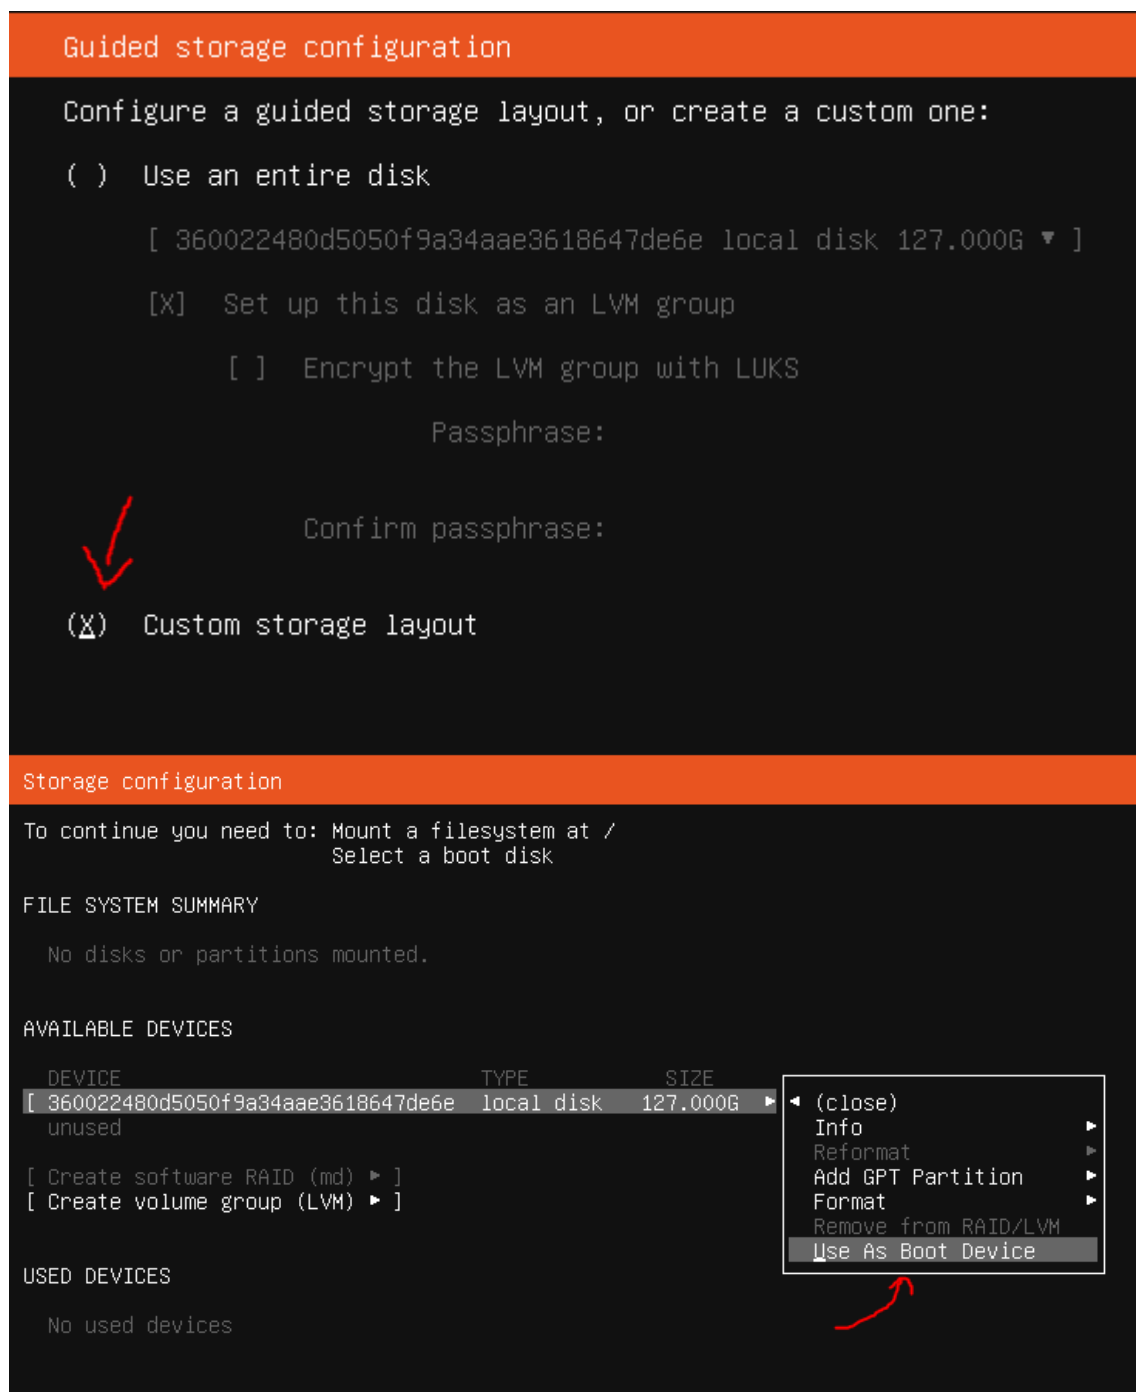 Guided storage configuration
Configure a guided storage layout, or create a custom one:
( ) Use an entire disk
[ 360022480d5050f9a34aae3618647de6e local disk 127.000G ▾ ]
[X] Set up this disk as an LVM group
[ ] Encrypt the LVM group with LUKS
Passphrase:
Confirm passphrase:
(X) Custom storage layout
Storage configuration
To continue you need to: Mount a filesystem at /
Select a boot disk
FILE SYSTEM SUMMARY
No disks or partitions mounted.
AVAILABLE DEVICES
DEVICE TYPE SIZE
[ 360022480d5050f9a34aae3618647de6e local disk 127.000G ▸
unused
[ Create software RAID (md) ▸ ]
[ Create volume group (LVM) ▸ ]
◂ (close)
Info ▸
Reformat ▸
Add GPT Partition ▸
Format ▸
Remove from RAID/LVM
Use As Boot Device
USED DEVICES
No used devices